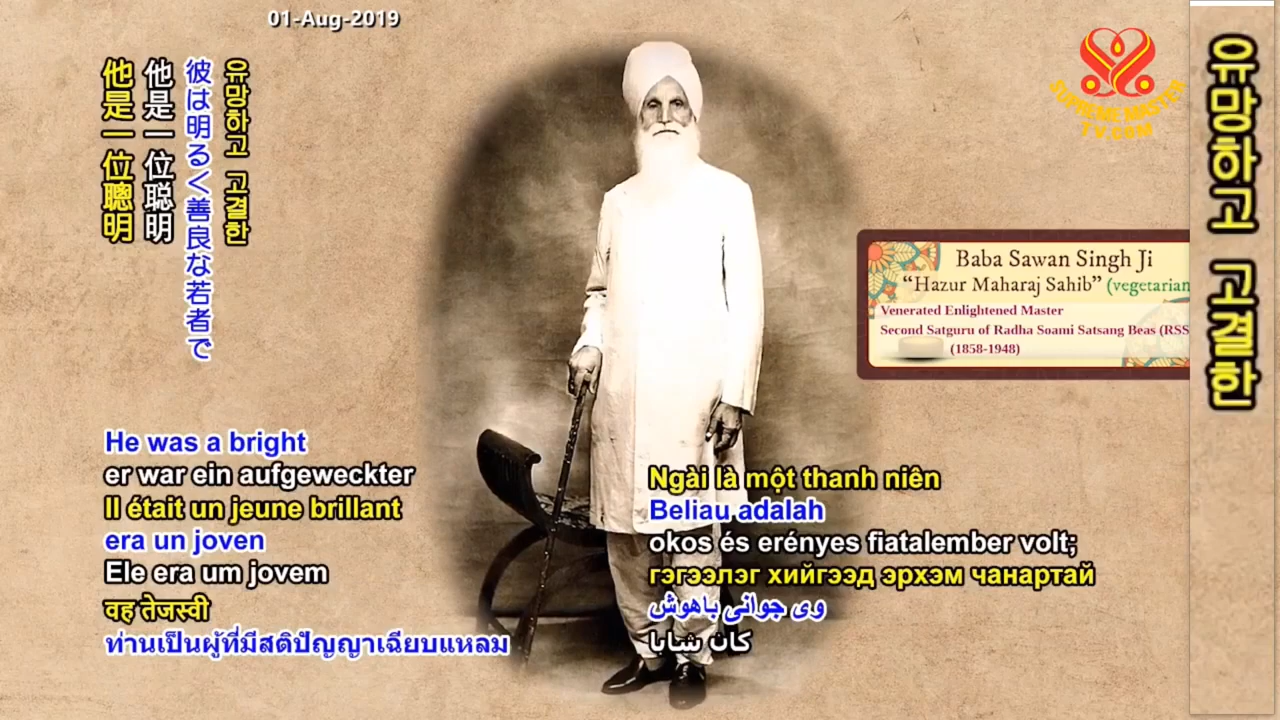 01-Aug-2019
他是一位聰明
他是一位聪明
彼は明るく善良な若者で
유망하고 고결한
SUPREME MASTER
TV.COM
유망하고 고결한
Baba Sawan Singh Ji
“Hazur Maharaj Sahib” (vegetarian
Venerated Enlightened Master
Second Satguru of Radha Soami Satsang Beas (RSS
(1858-1948)
He was a bright
er war ein aufgeweckter
Il était un jeune brillant
era un joven
Ele era um jovem
वह तेजस्वी
ท่านเป็นผู้ที่มีสติปัญญาเฉียบแหลม
Ngài là một thanh niên
Beliau adalah
okos és erényes fiatalember volt;
гэгээлэг хийгээд эрхэм чанартай
وی جوانی باهوش
كان شابا